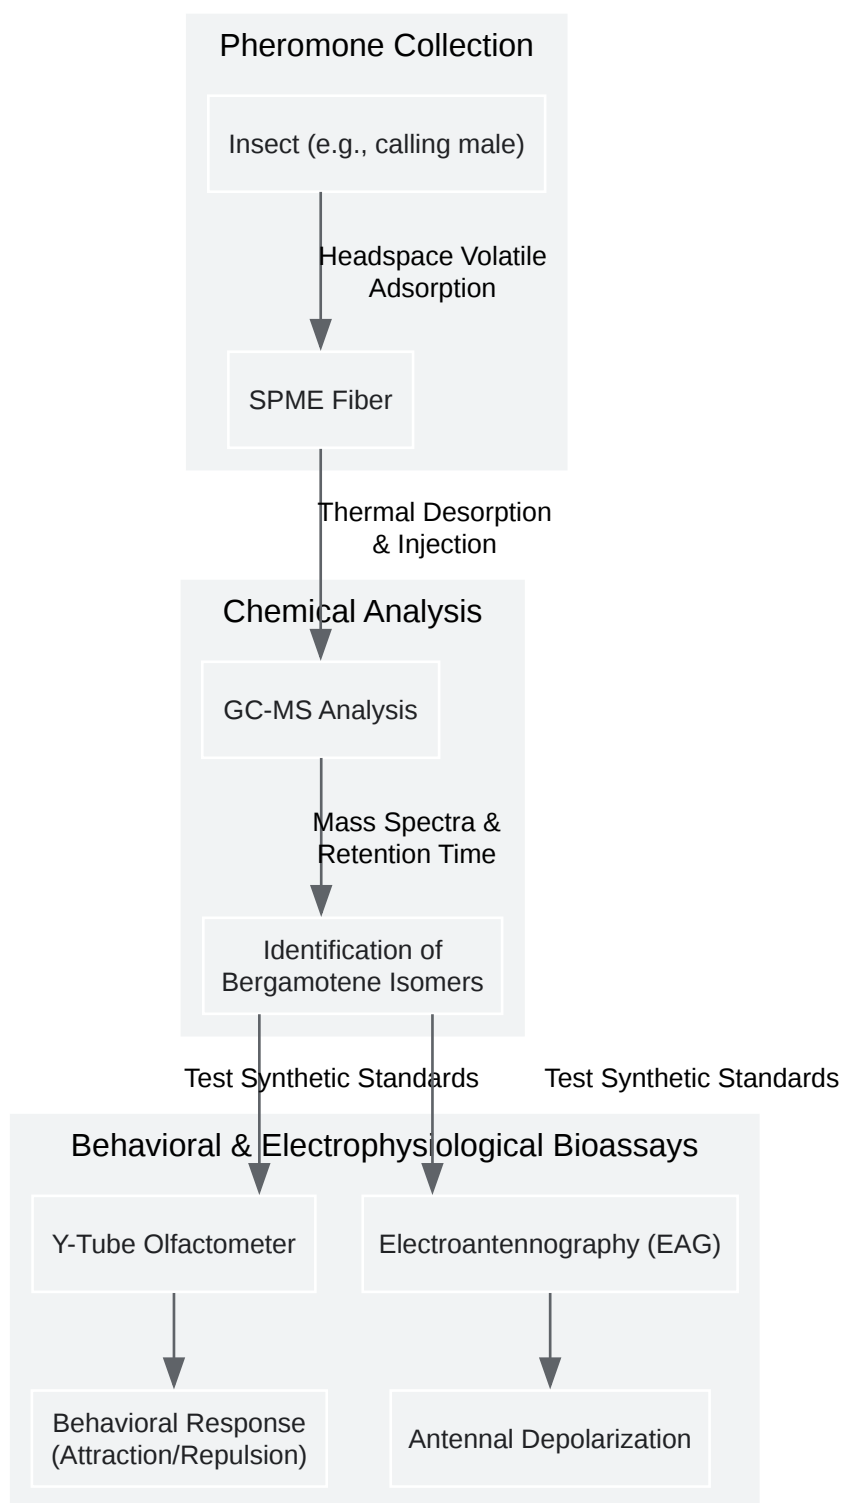 Pheromone Collection
Insect (e.g., calling male)
Headspace Volatile
Adsorption
SPME Fiber
Thermal Desorption
& Injection
Chemical Analysis
GC-MS Analysis
Mass Spectra &
Retention Time
Identification of
Bergamotene Isomers
Test Synthetic Standards
Test Synthetic Standards
Behavioral & Electrophysiological Bioassays
Y-Tube Olfactometer
Electroantennography (EAG)
Behavioral Response
(Attraction/Repulsion)
Antennal Depolarization